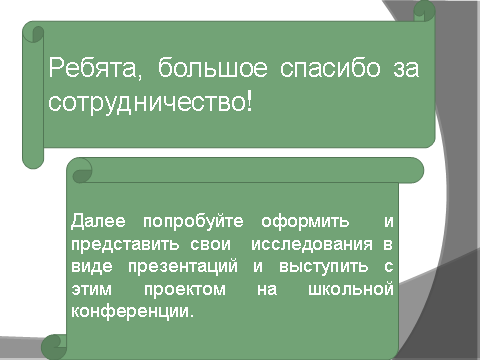 Ребята, большое спасибо за
сотрудничество!
Далее попробуйте оформить и
представить свои исследования в
виде презентаций и выступить с
этим проектом на школьной
конференции.